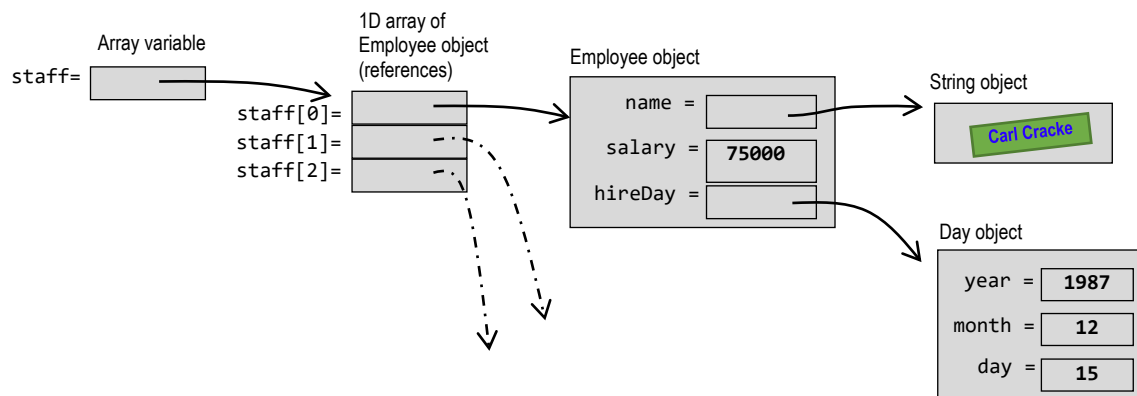 Array variable
staff=
1D array of
Employee object
(references)
staff[0]=
staff[1]=
staff[2]=
Employee object
name =
salary = 75000
hireDay =
String object
Carl Cracke
Day object
year = 1987
month = 12
day = 15